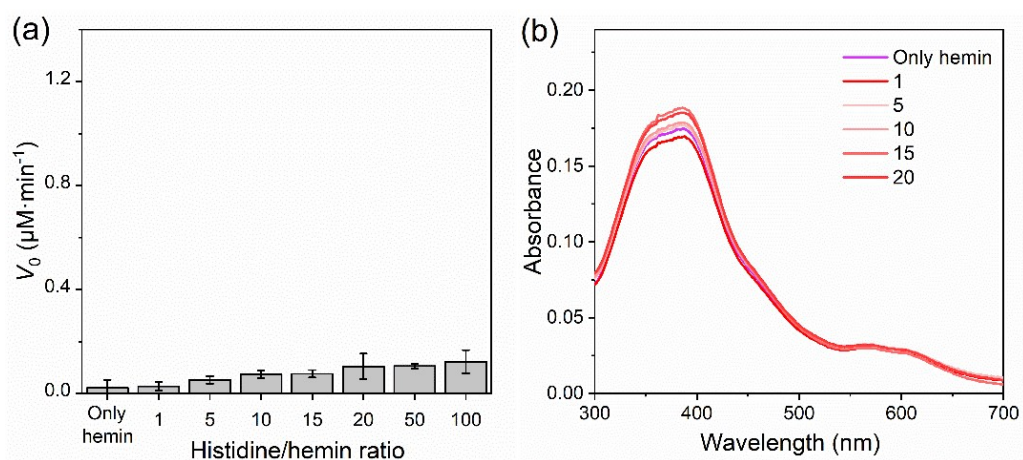 (a)
V₀ (μM·min⁻¹)
1.2
0.8
0.4
0.0
Only hemin 1 5 10 15 20 50 100
Histidine/hemin ratio
(b)
Absorbance
0.20
0.15
0.10
0.05
0.00
Only hemin
1
5
10
15
20
300 400 500 600 700
Wavelength (nm)